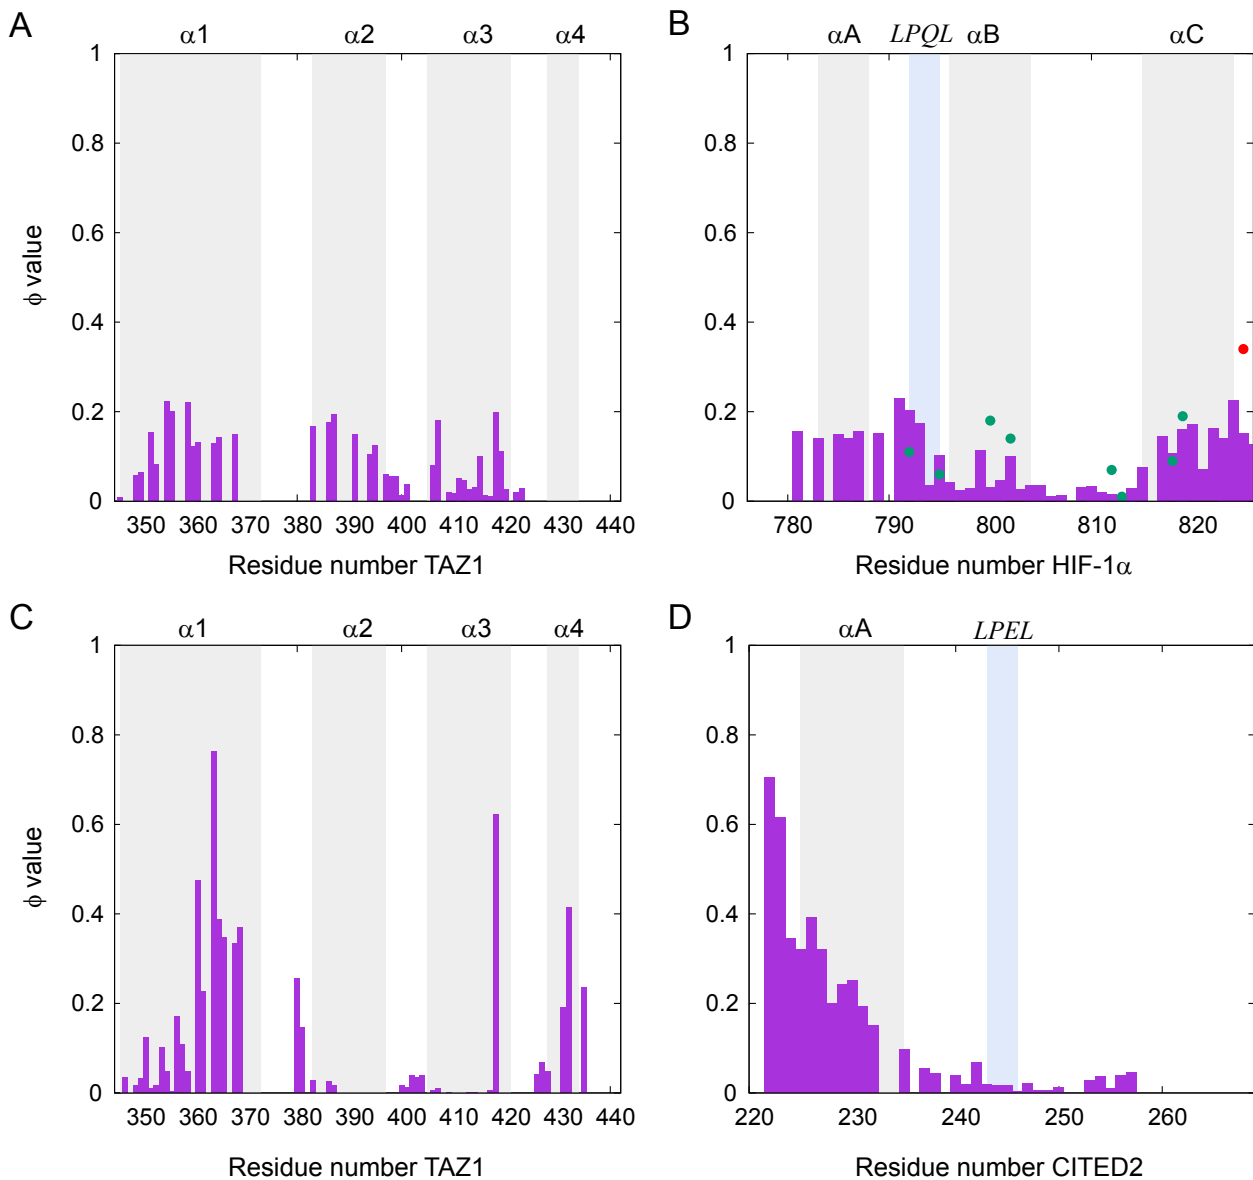 A
α1 α2 α3 α4
1
0.8
0.6
0.4
0.2
0
ϕ value
350 360 370 380 390 400 410 420 430 440
Residue number TAZ1
B
αA LPQL αB αC
1
0.8
0.6
0.4
0.2
0
780 790 800 810 820
Residue number HIF-1α
C
α1 α2 α3 α4
1
0.8
0.6
0.4
0.2
0
ϕ value
350 360 370 380 390 400 410 420 430 440
Residue number TAZ1
D
αA LPEL
1
0.8
0.6
0.4
0.2
0
220 230 240 250 260
Residue number CITED2